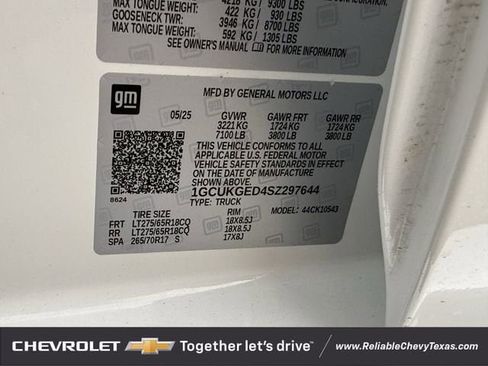 4218 KG/ 9300 LBS
MAX TONGUE WEIGHT: 422 KG/ 930 LBS
GOOSENECK TWR: 3946 KG/ 8700 LBS
MAX TONGUE WEIGHT: 592 KG/ 1305 LBS
SEE OWNER'S MANUAL FOR MORE INFORMATION
gm
MFD BY GENERAL MOTORS LLC
05/25 GVWR GAWR FRT GAWR RR
3221 KG 1724 KG 1724 KG
7100 LB 3800 LB 3800 LB
THIS VEHICLE CONFORMS TO ALL
APPLICABLE U.S. FEDERAL MOTOR
VEHICLE SAFETY STANDARDS IN EFFECT ON
THE DATE OF MANUFACTURE SHOWN ABOVE.
1GCUKGED4SZ297644
TYPE: TRUCK MODEL: 44CK10543
8624
TIRE SIZE RIM
FRT LT275/65R18CQ 18X8.5J
RR LT275/65R18CQ 18X8.5J
SPA 265/70R17 S 17X8J
CHEVROLET Together let's drive™ www.ReliableChevyTexas.com